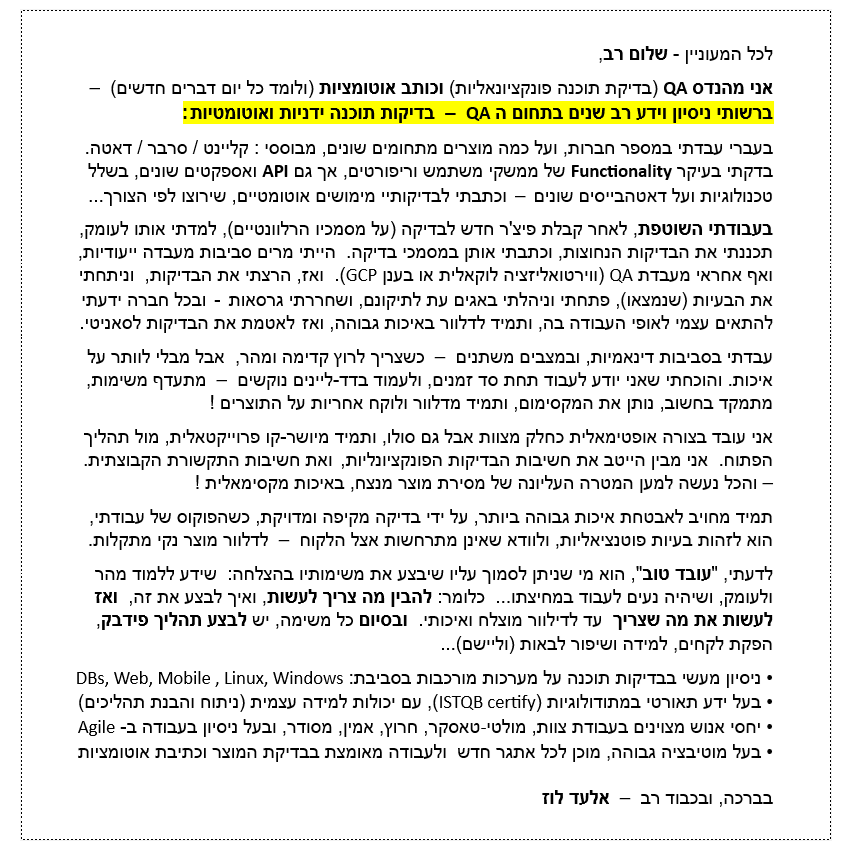 לכל המעוניין - שלום רב,
אני מהנדס QA (בדיקת תוכנה פונקציונאליות) וכותב אוטומציות (ולומד כל יום דברים חדשים) –
ברשותי ניסיון וידע רב שנים בתחום ה QA – בדיקות תוכנה ידניות ואוטומטיות:
בעברי עבדתי במספר חברות, ועל כמה מוצרים מתחומים שונים, מבוססי : קליינט / סרבר / דאטה.
בדקתי בעיקר Functionality של ממשקי משתמש וריפורטים, אך גם API ואספקטים שונים, בשלל
טכנולוגיות ועל דאטהבייסים שונים – וכתבתי לבדיקותיי מימושים אוטומטיים, שירוצו לפי הצורך...
בעבודתי השוטפת, לאחר קבלת פיצ'ר חדש לבדיקה (על מסמכיו הרלוונטיים), למדתי אותו לעומק,
תכננתי את הבדיקות הנחוצות, וכתבתי אותן במסמכי בדיקה. הייתי מרים סביבות מעבדה ייעודיות,
ואף אחראי מעבדת QA (ווירטואליזציה לוקאלית או בענן GCP). ואז, הרצתי את הבדיקות, וניתחתי
את הבעיות (שנמצאו), פתחתי וניהלתי באגים עת לתיקונם, ושחררתי גרסאות - ובכל חברה ידעתי
להתאים עצמי לאופי העבודה בה, ותמיד לדלוור באיכות גבוהה, ואז לאטמת את הבדיקות לסאניטי.
עבדתי בסביבות דינאמיות, ובמצבים משתנים – כשצריך לרוץ קדימה ומהר, אבל מבלי לוותר על
איכות. והוכחתי שאני יודע לעבוד תחת סד זמנים, ולעמוד בדד-ליינים נוקשים – מתעדף משימות,
מתמקד בחשוב, נותן את המקסימום, ותמיד מדלוור ולוקח אחריות על התוצרים !
אני עובד בצורה אופטימאלית כחלק מצוות אבל גם סולו, ותמיד מיושר-קו פרוייקטאלית, מול תהליך
הפתוח. אני מבין הייטב את חשיבות הבדיקות הפונקציונליות, ואת חשיבות התקשורת הקבוצתית.
– והכל נעשה למען המטרה העליונה של מסירת מוצר מנצח, באיכות מקסימאלית !
תמיד מחויב לאבטחת איכות גבוהה ביותר, על ידי בדיקה מקיפה ומדויקת, כשהפוקוס של עבודתי,
הוא לזהות בעיות פוטנציאליות, ולוודא שאינן מתרחשות אצל הלקוח – לדלוור מוצר נקי מתקלות.
לדעתי, "עובד טוב", הוא מי שניתן לסמוך עליו שיבצע את משימותיו בהצלחה: שידע ללמוד מהר
ולעומק, ושיהיה נעים לעבוד במחיצתו... כלומר: להבין מה צריך לעשות, ואיך לבצע את זה, ואז
לעשות את מה שצריך עד לדילוור מוצלח ואיכותי. ובסיום כל משימה, יש לבצע תהליך פידבק,
הפקת לקחים, למידה ושיפור לבאות (וליישם)...
• ניסיון מעשי בבדיקות תוכנה על מערכות מורכבות בסביבת: DBs, Web, Mobile , Linux, Windows
• בעל ידע תאורטי במתודולוגיות (ISTQB certify), עם יכולות למידה עצמית (ניתוח והבנת תהליכים)
• יחסי אנוש מצוינים בעבודת צוות, מולטי-טאסקר, חרוץ, אמין, מסודר, ובעל ניסיון בעבודה ב- Agile
• בעל מוטיבציה גבוהה, מוכן לכל אתגר חדש ולעבודה מאומצת בבדיקת המוצר וכתיבת אוטומציות
בברכה, ובכבוד רב – אלעד לוז